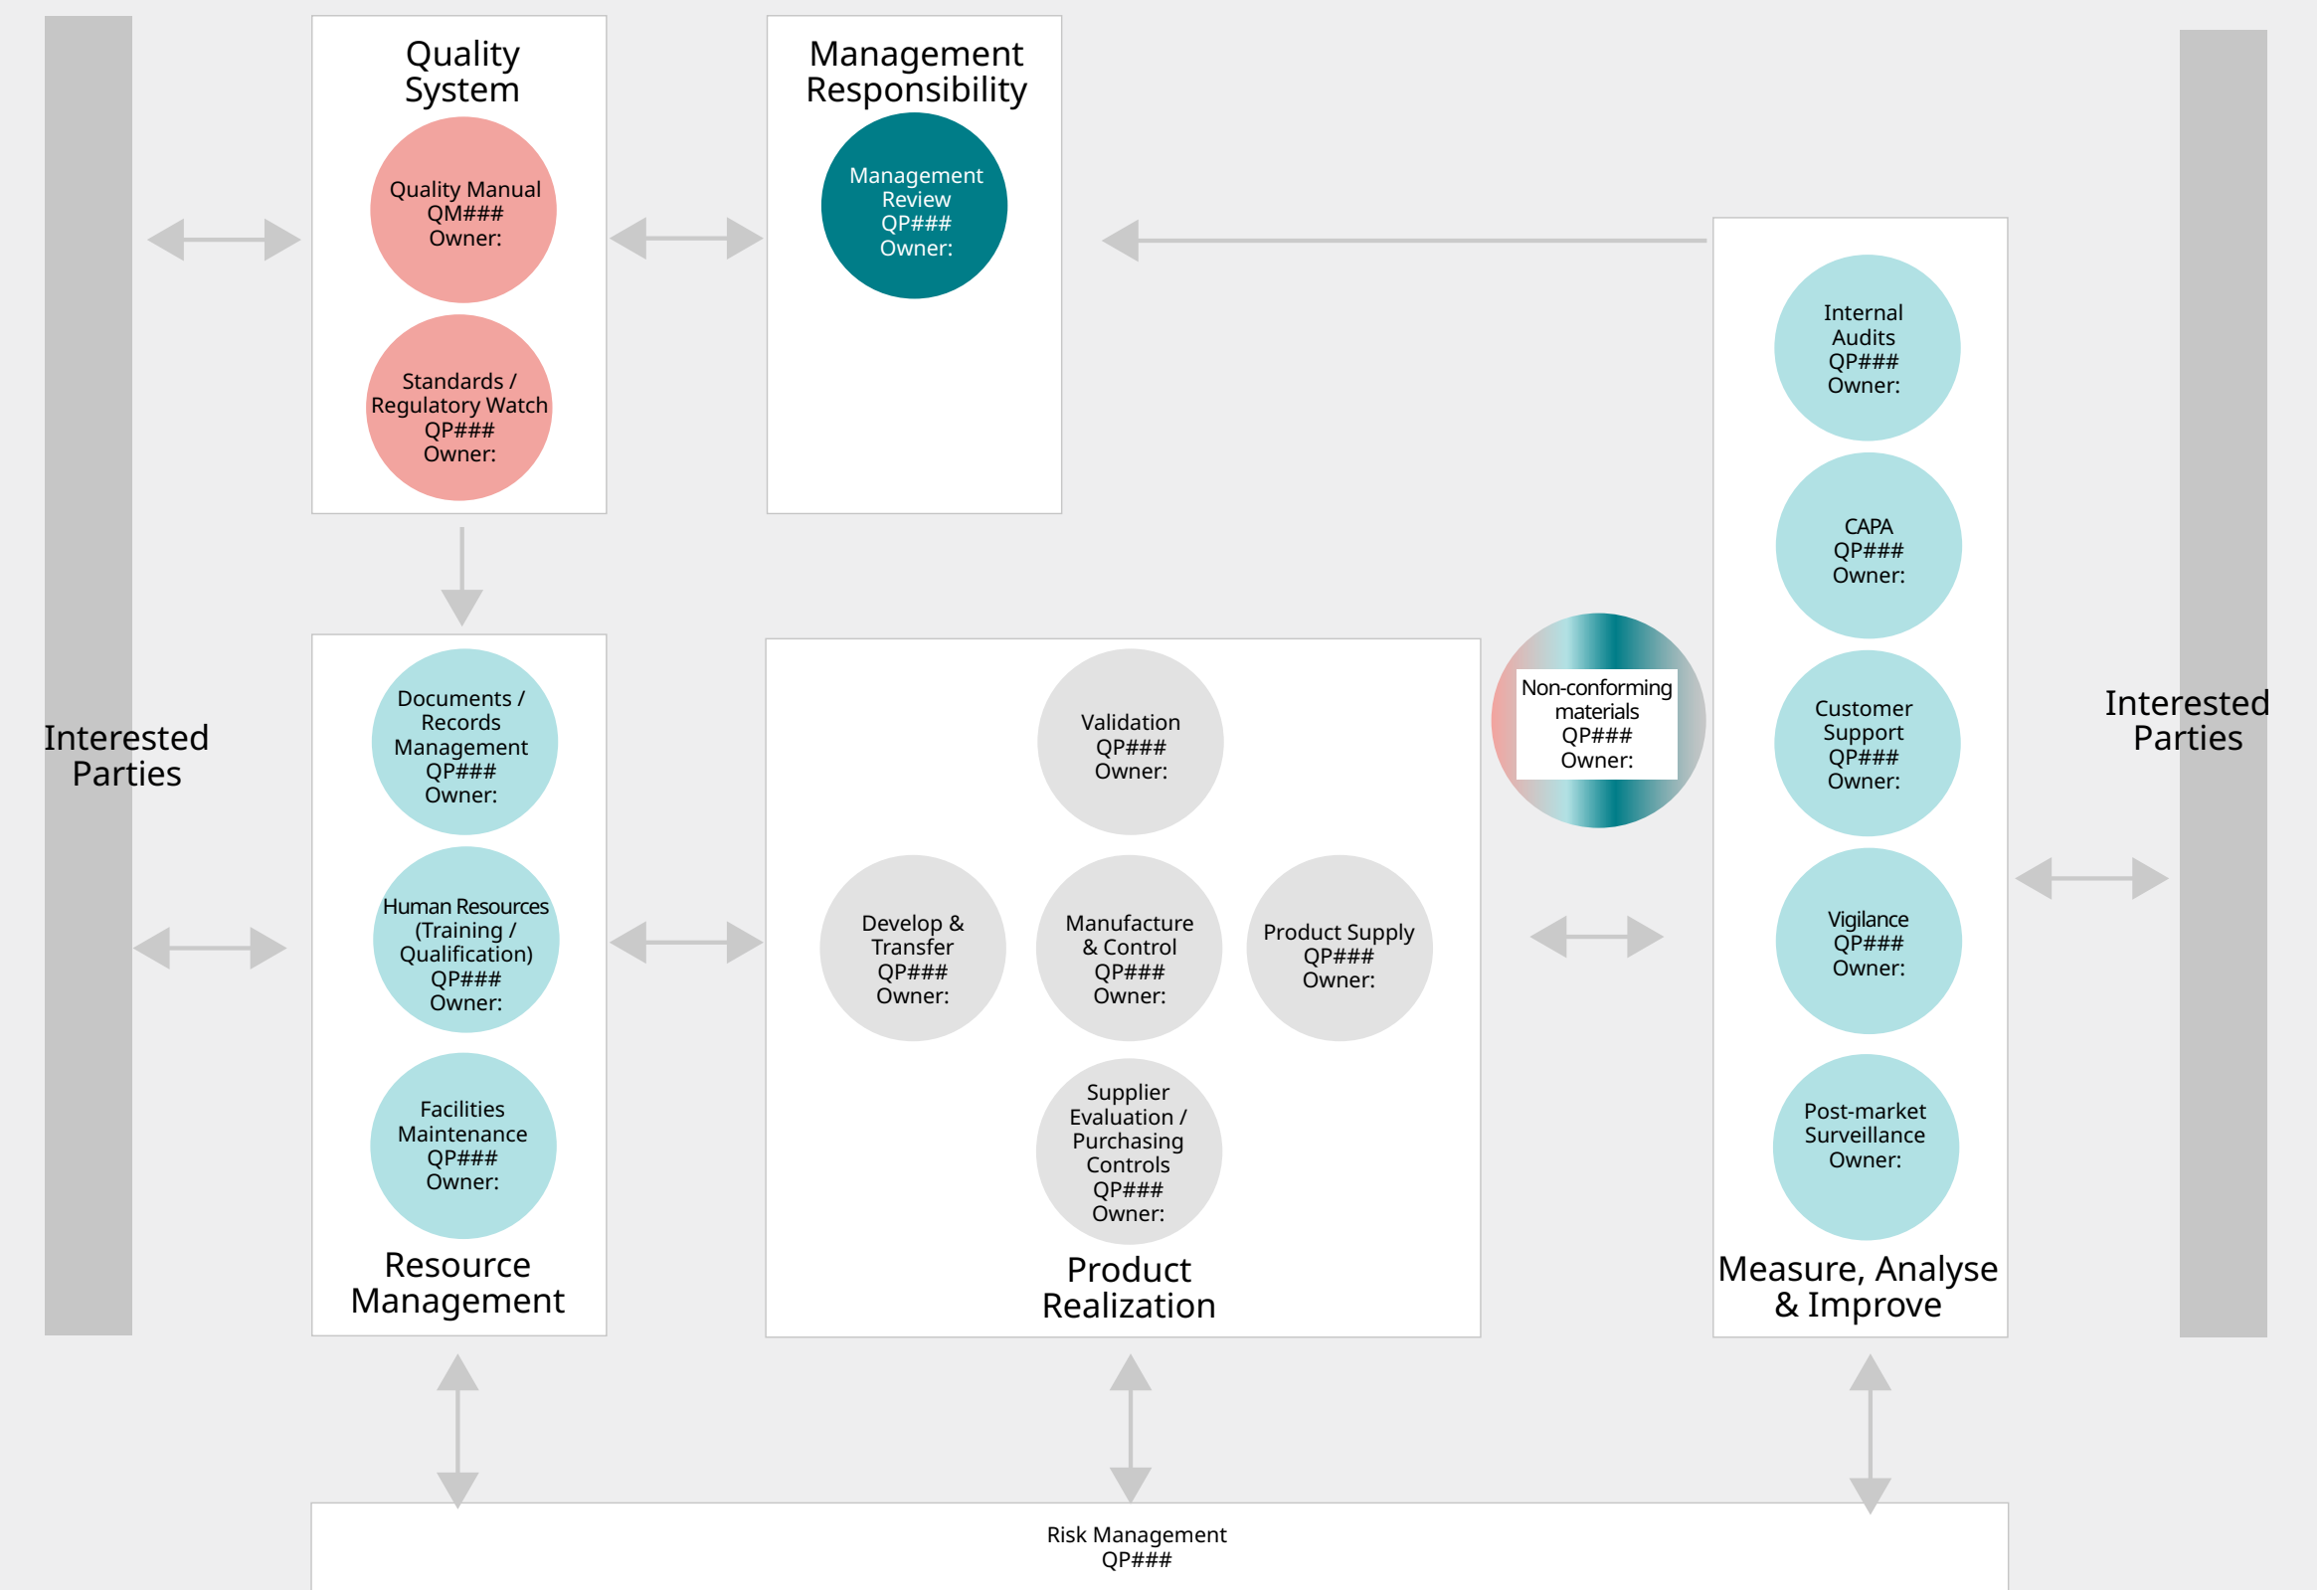 Quality
System
Quality Manual
QM###
Owner:
Standards /
Regulatory Watch
QP###
Owner:
Management
Responsibility
Management
Review
QP###
Owner:
Internal
Audits
QP###
Owner:
CAPA
QP###
Owner:
Customer
Support
QP###
Owner:
Vigilance
QP###
Owner:
Post-market
Surveillance
Owner:
Measure, Analyse
& Improve
Interested
Parties
Interested
Parties
Documents /
Records
Management
QP###
Owner:
Human Resources
(Training /
Qualification)
QP###
Owner:
Facilities
Maintenance
QP###
Owner:
Resource
Management
Validation
QP###
Owner:
Develop &
Transfer
QP###
Owner:
Manufacture
& Control
QP###
Owner:
Product Supply
QP###
Owner:
Supplier
Evaluation /
Purchasing
Controls
QP###
Owner:
Product
Realization
Non-conforming
materials
QP###
Owner:
Risk Management
QP###